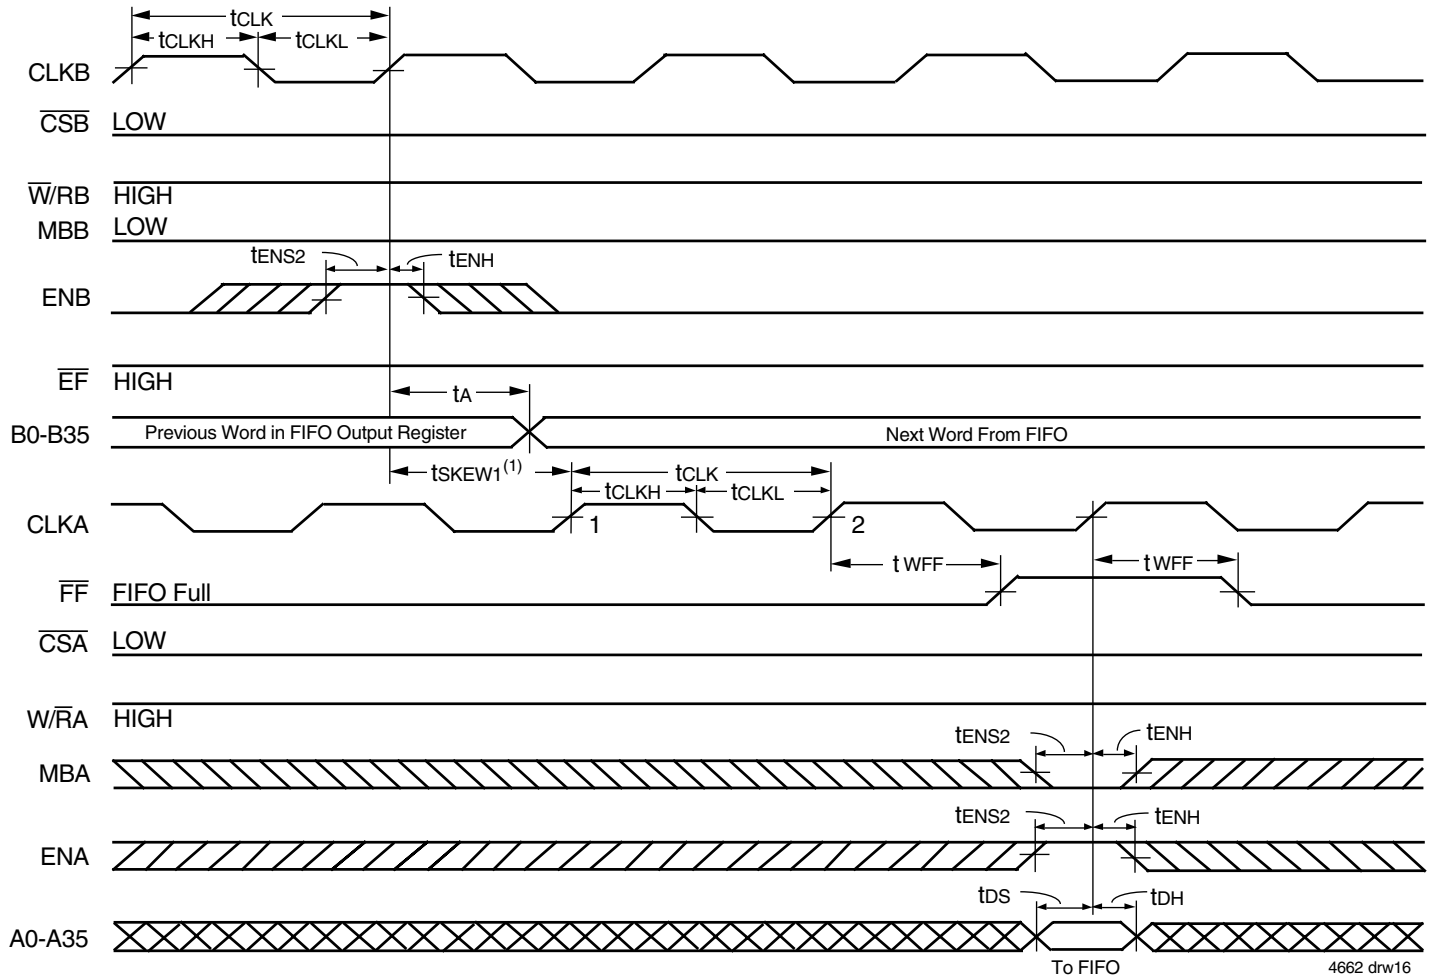 tCLK
tCLKH tCLKL
CLKB
CSB LOW
W/RB HIGH
MBB LOW
tENS2 tENH
ENB
EF HIGH
tA
B0-B35 Previous Word in FIFO Output Register Next Word From FIFO
tSKEW1(1) tCLK
tCLKH tCLKL
CLKA 1 2
tWFF tWFF
FF FIFO Full
CSA LOW
W/RA HIGH
tENS2 tENH
MBA
tENS2 tENH
ENA
tDS tDH
A0-A35
To FIFO 4662 drw16